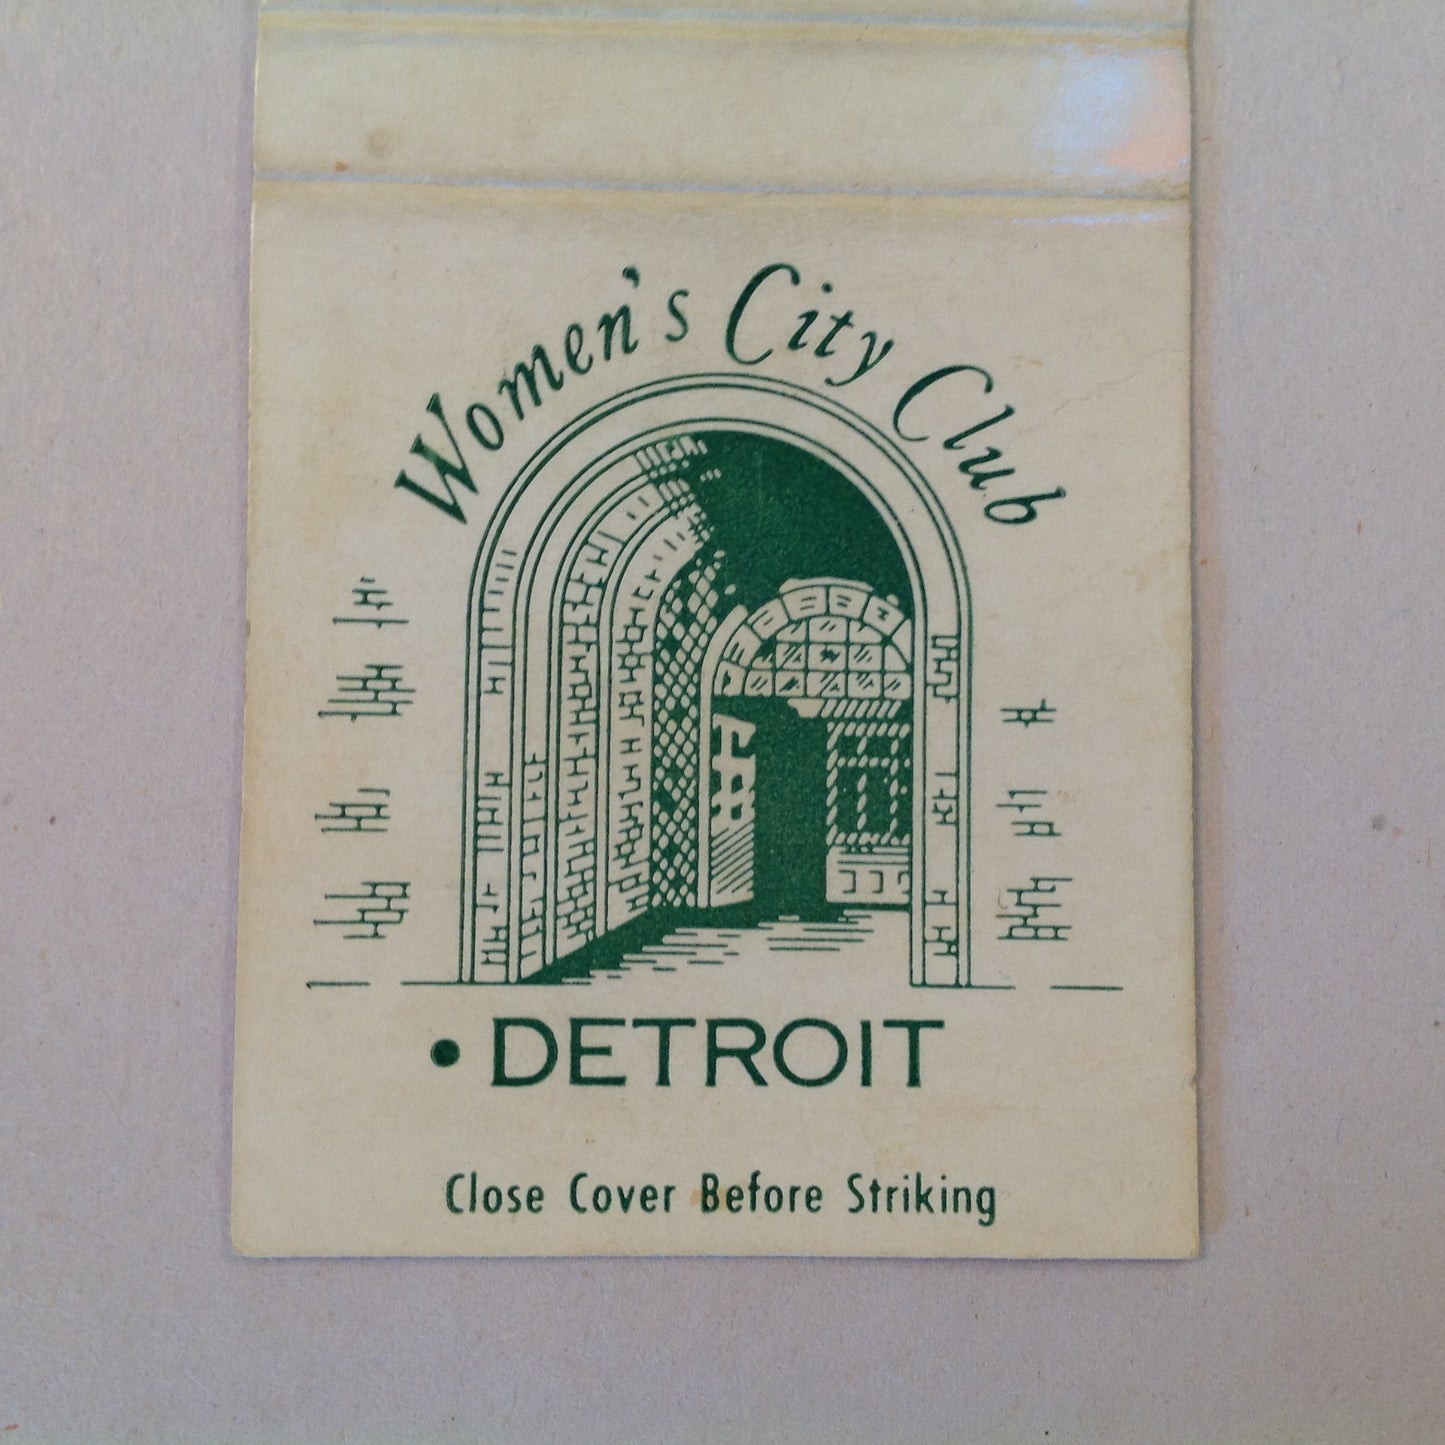 Women's City Club
• DETROIT
Close Cover Before Striking